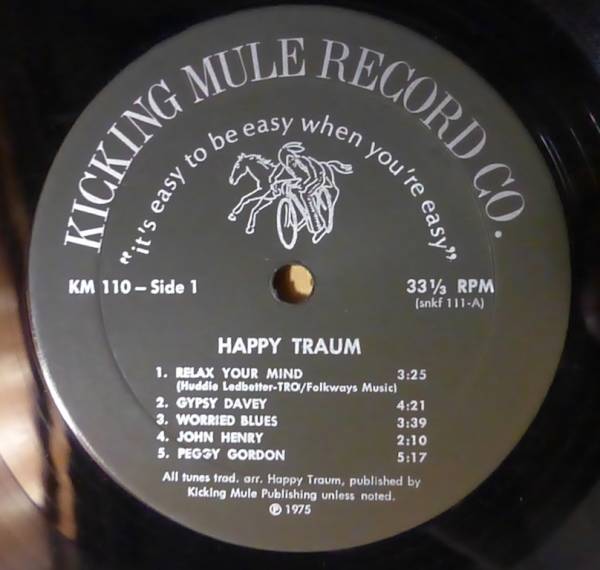 KICKING MULE RECORD CO.
"it's easy to be easy when you're easy"
KM 110 – Side 1
33⅓ RPM
(snkf 111-A)
HAPPY TRAUM
1. RELAX YOUR MIND 3:25
(Huddie Ledbetter-TRO/Folkways Music)
2. GYPSY DAVEY 4:21
3. WORRIED BLUES 3:39
4. JOHN HENRY 2:10
5. PEGGY GORDON 5:17
All tunes trad. arr. Happy Traum, published by
Kicking Mule Publishing unless noted.
℗ 1975